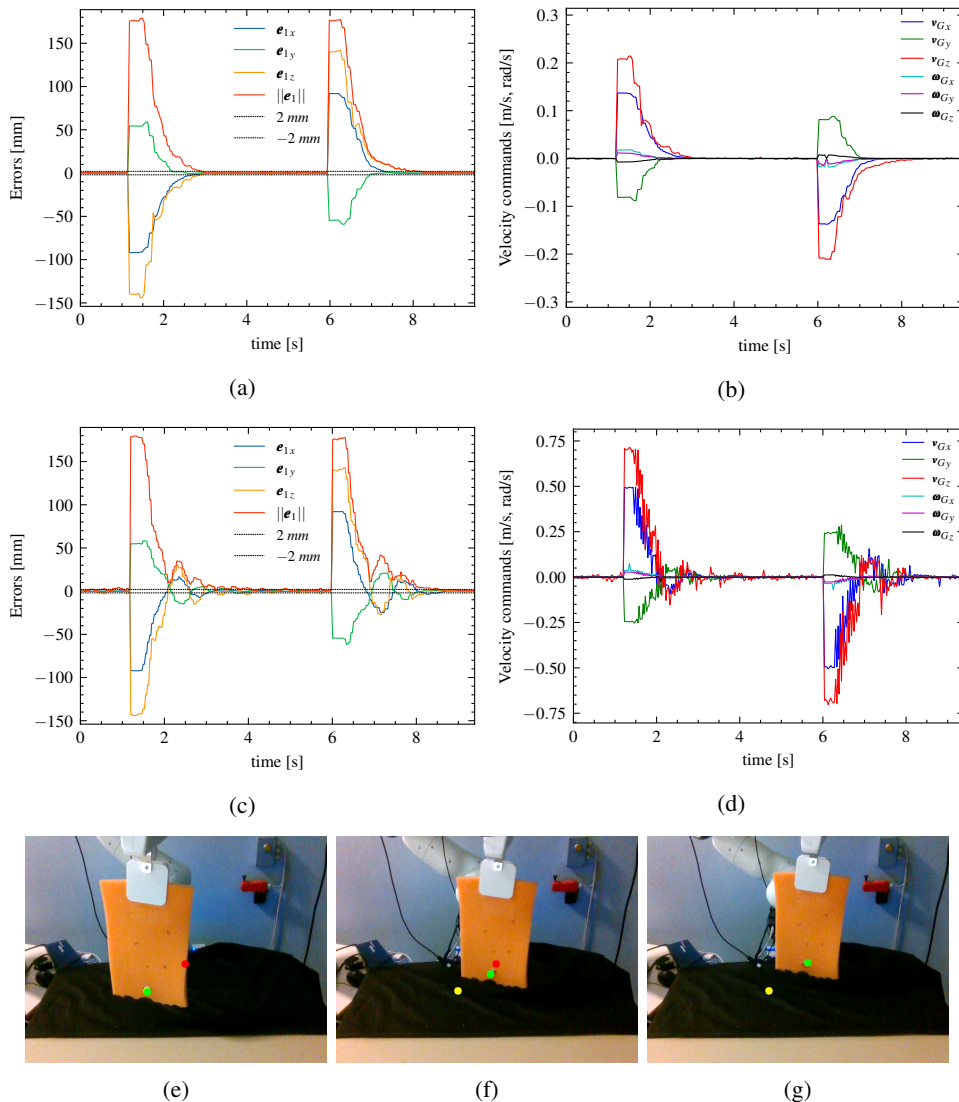 150
100
50
0
−50
−100
−150
Errors [mm]
e1x
e1y
e1z
||e1||
2 mm
−2 mm
0 2 4 6 8
time [s]
(a)
0.3
0.2
0.1
0.0
−0.1
−0.2
−0.3
Velocity commands [m/s, rad/s]
vGx
vGy
vGz
ωGx
ωGy
ωGz
0 2 4 6 8
time [s]
(b)
150
100
50
0
−50
−100
−150
Errors [mm]
e1x
e1y
e1z
||e1||
2 mm
−2 mm
0 2 4 6 8
time [s]
(c)
0.75
0.50
0.25
0.00
−0.25
−0.50
−0.75
Velocity commands [m/s, rad/s]
vGx
vGy
vGz
ωGx
ωGy
ωGz
0 2 4 6 8
time [s]
(d)
(e) (f) (g)